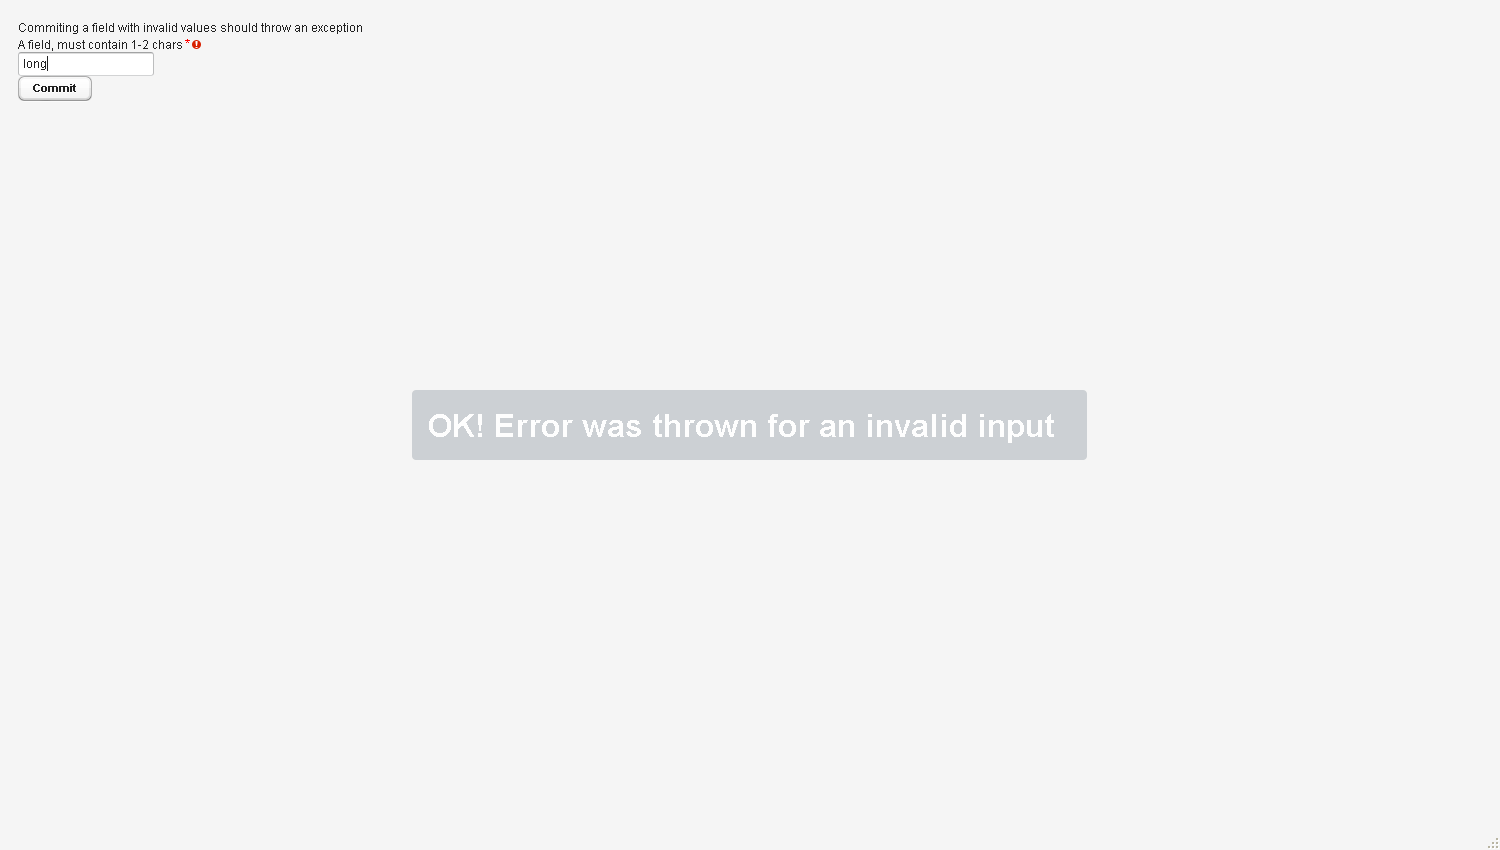 Commiting a field with invalid values should throw an exception
A field, must contain 1-2 chars *
long
Commit
OK! Error was thrown for an invalid input